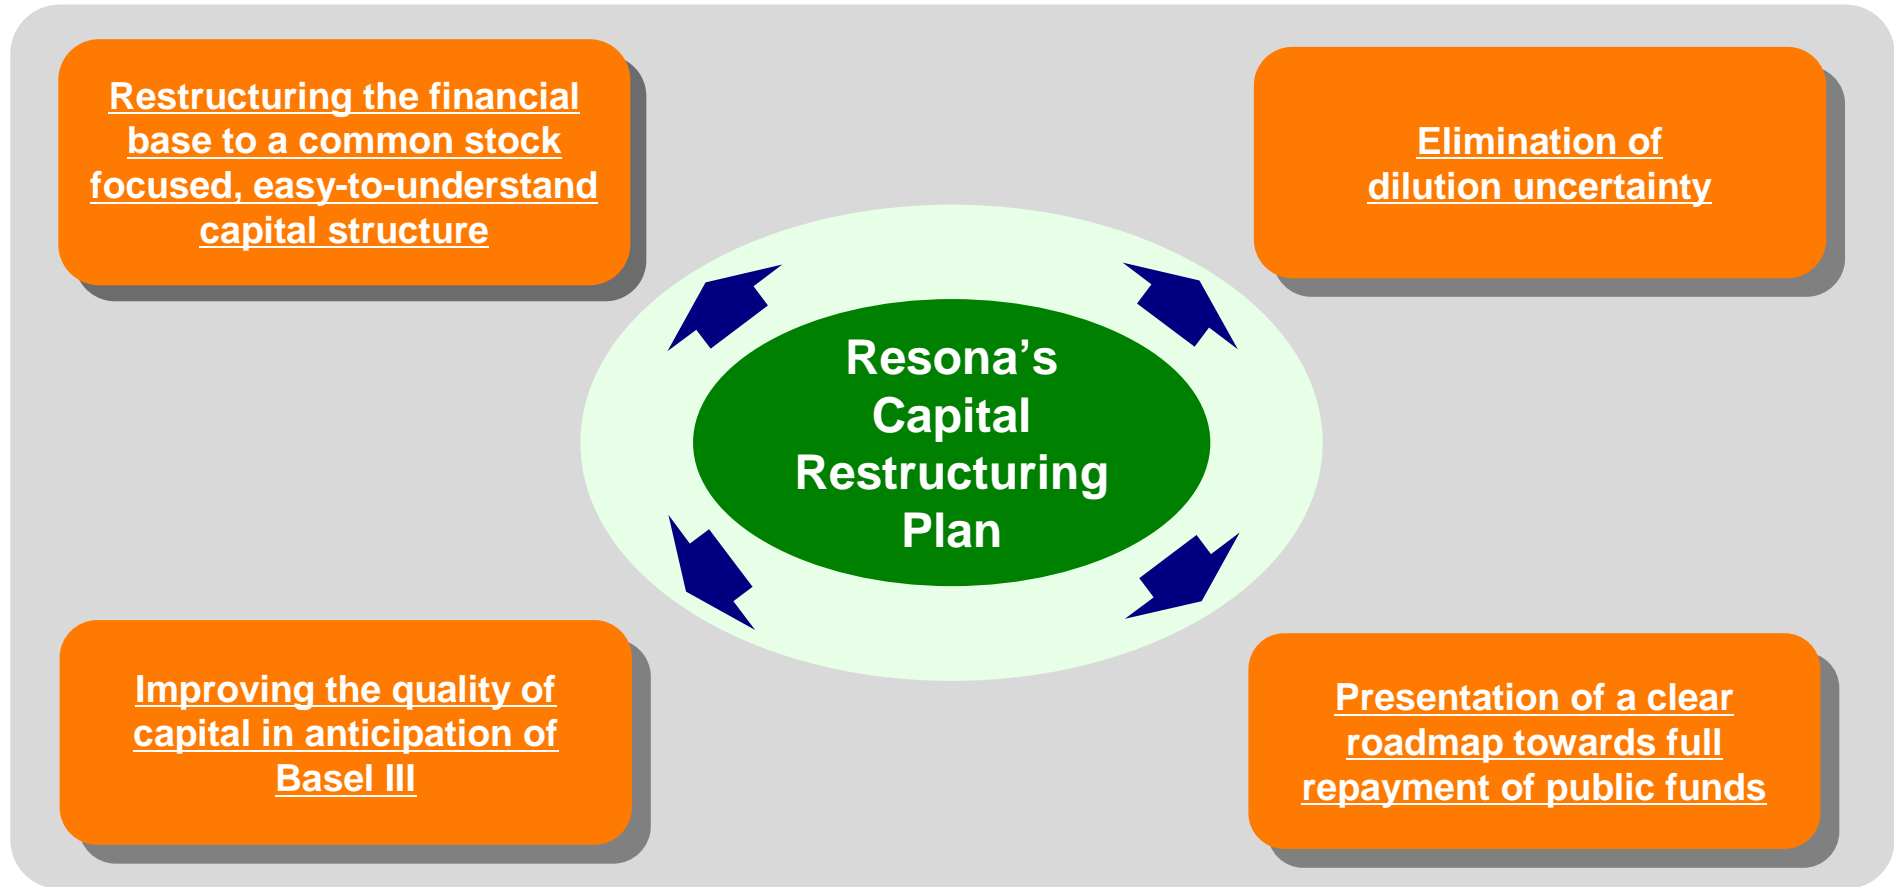 Restructuring the financial
base to a common stock
focused, easy-to-understand
capital structure
Elimination of
dilution uncertainty
Resona’s
Capital
Restructuring
Plan
Improving the quality of
capital in anticipation of
Basel III
Presentation of a clear
roadmap towards full
repayment of public funds